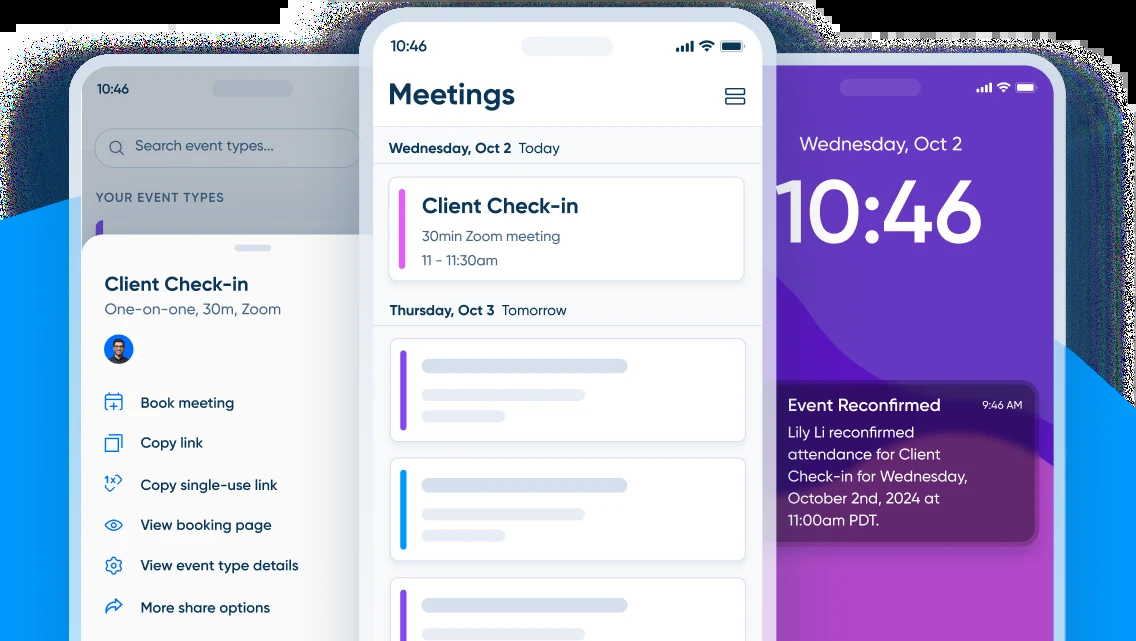 10:46
Search event types...
YOUR EVENT TYPES
Client Check-in
One-on-one, 30m, Zoom
Book meeting
Copy link
1x
Copy single-use link
View booking page
View event type details
More share options
10:46
Meetings
Wednesday, Oct 2 Today
Client Check-in
30min Zoom meeting
11 - 11:30am
Thursday, Oct 3 Tomorrow
Wednesday, Oct 2
10:46
Event Reconfirmed 9:46 AM
Lily Li reconfirmed
attendance for Client
Check-in for Wednesday,
October 2nd, 2024 at
11:00am PDT.